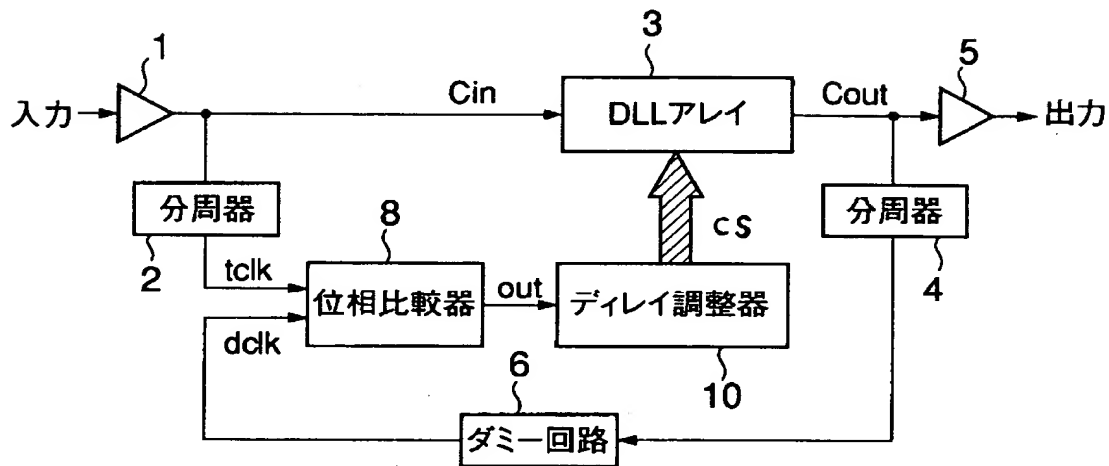 1
3
5
入力
Cin
DLLアレイ
Cout
出力
分周器
2
8
cs
分周器
4
tclk
位相比較器
out
ディレイ調整器
dclk
10
6
ダミー回路